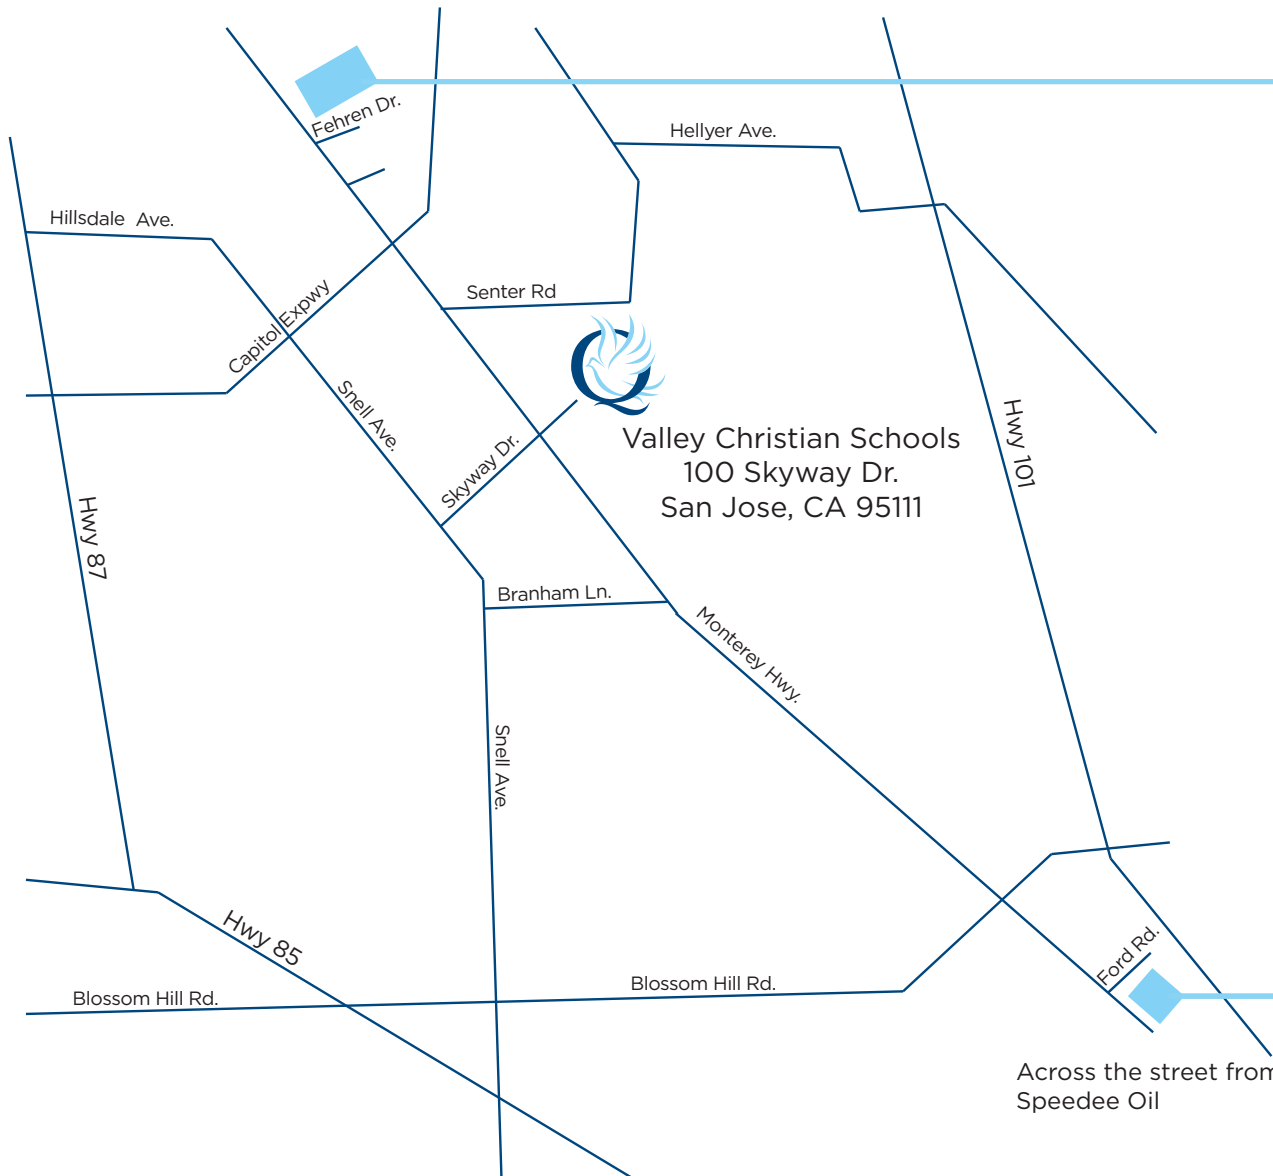 Fehren Dr.
Hellyer Ave.
Hillsdale Ave.
Capitol Expwy
Senter Rd
Snell Ave.
Skyway Dr.
Valley Christian Schools
100 Skyway Dr.
San Jose, CA 95111
Hwy 101
Hwy 87
Branham Ln.
Monterey Hwy.
Snell Ave.
Hwy 85
Blossom Hill Rd.
Blossom Hill Rd.
Ford Rd.
Across the street from
Speedee Oil